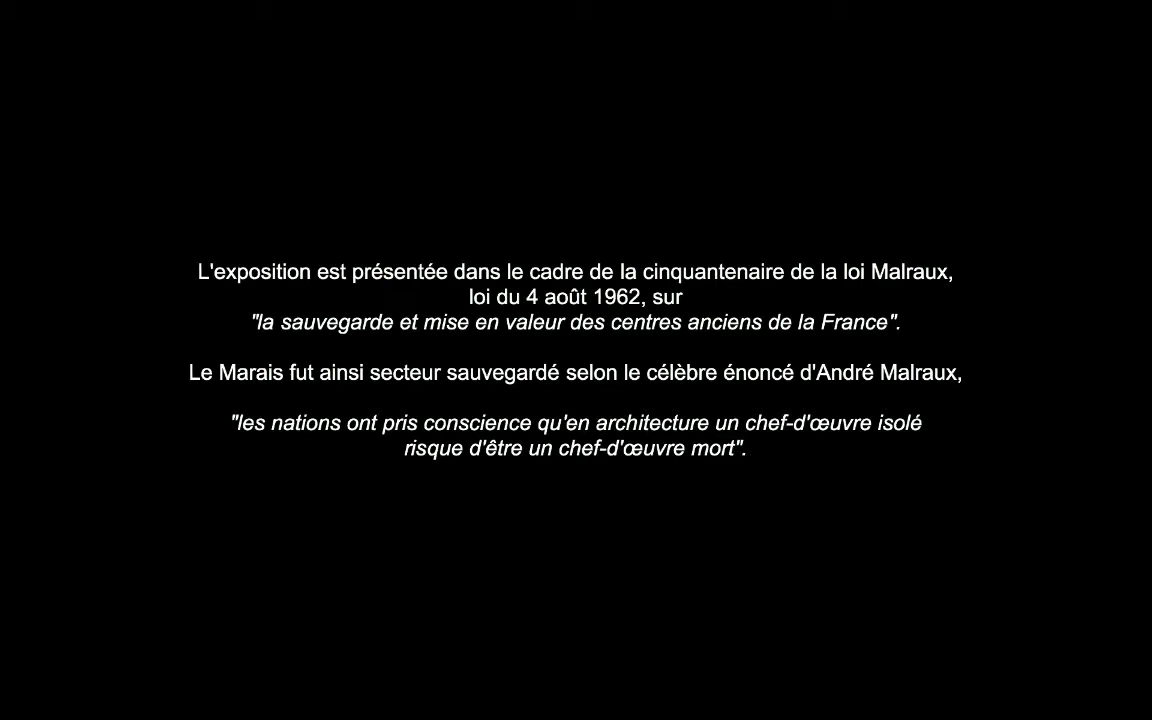 L'exposition est présentée dans le cadre de la cinquantenaire de la loi Malraux,
loi du 4 août 1962, sur
"la sauvegarde et mise en valeur des centres anciens de la France".
Le Marais fut ainsi secteur sauvegardé selon le célèbre énoncé d'André Malraux,
"les nations ont pris conscience qu'en architecture un chef-d'œuvre isolé
risque d'être un chef-d'œuvre mort".